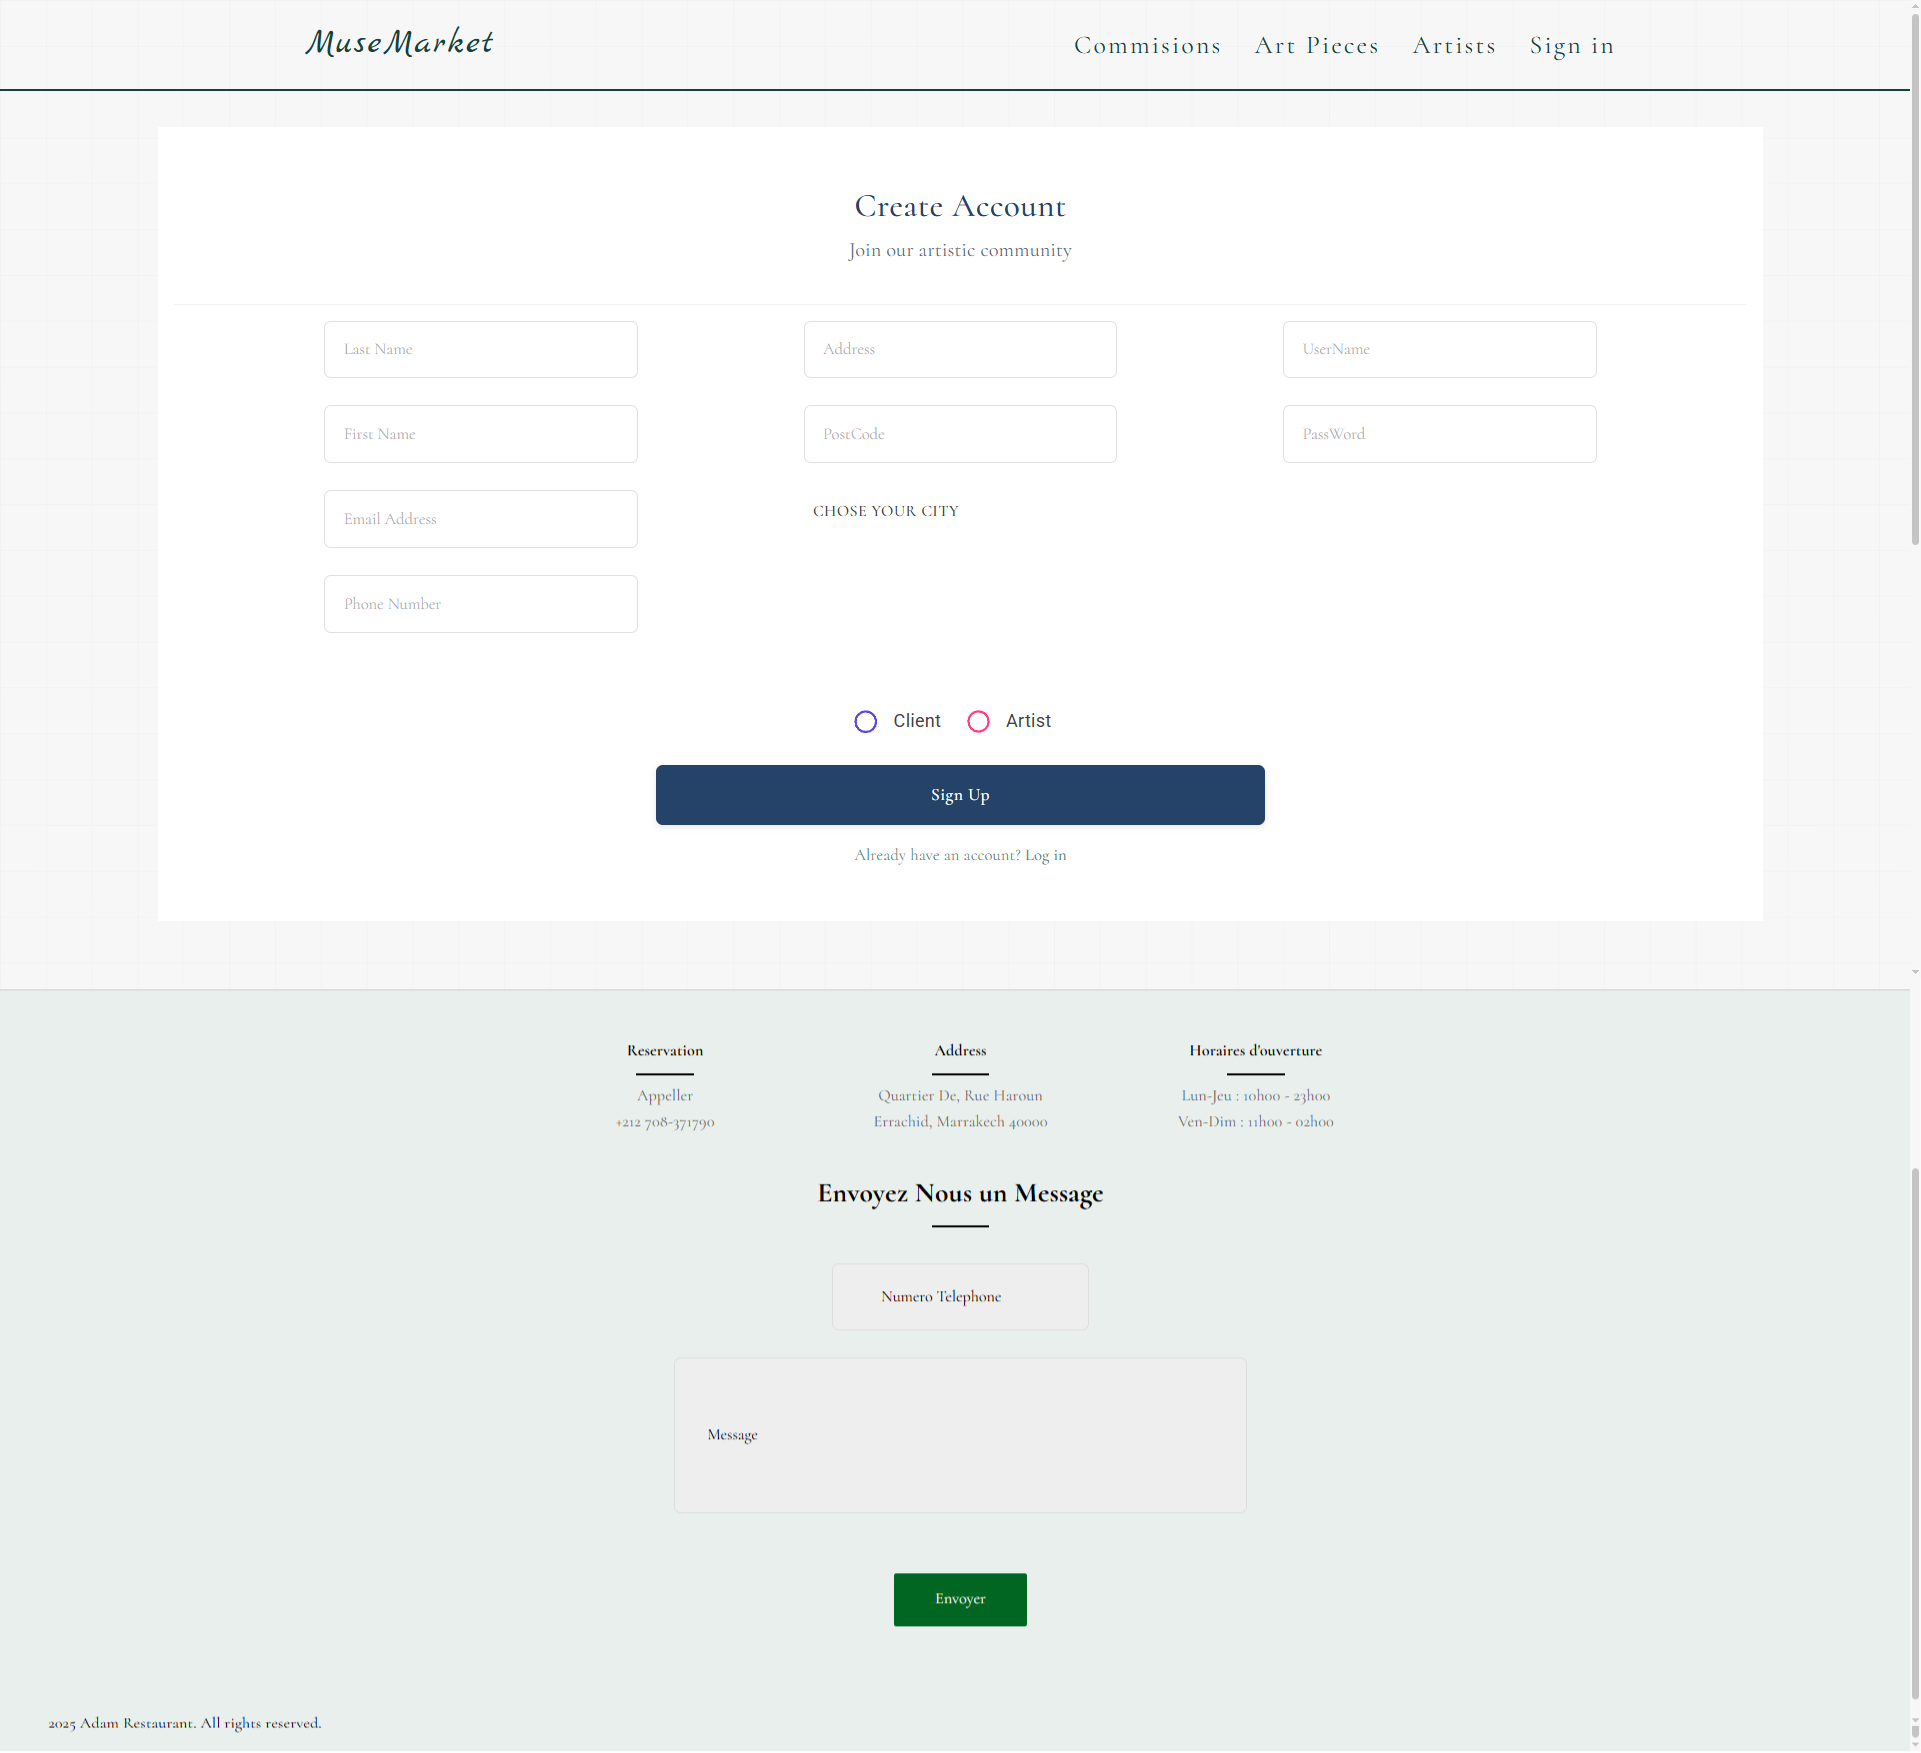 MuseMarket
Commisions Art Pieces Artists Sign in
Create Account
Join our artistic community
Last Name
Address
UserName
First Name
PostCode
PassWord
Email Address
CHOSE YOUR CITY
Phone Number
Client Artist
Sign Up
Already have an account? Log in
Reservation
Appeller
+212 708-371790
Address
Quartier De, Rue Haroun
Errachid, Marrakech 40000
Horaires d'ouverture
Lun-Jeu : 10h00 - 23h00
Ven-Dim : 11h00 - 02h00
Envoyez Nous un Message
Numero Telephone
Message
Envoyer
2025 Adam Restaurant. All rights reserved.